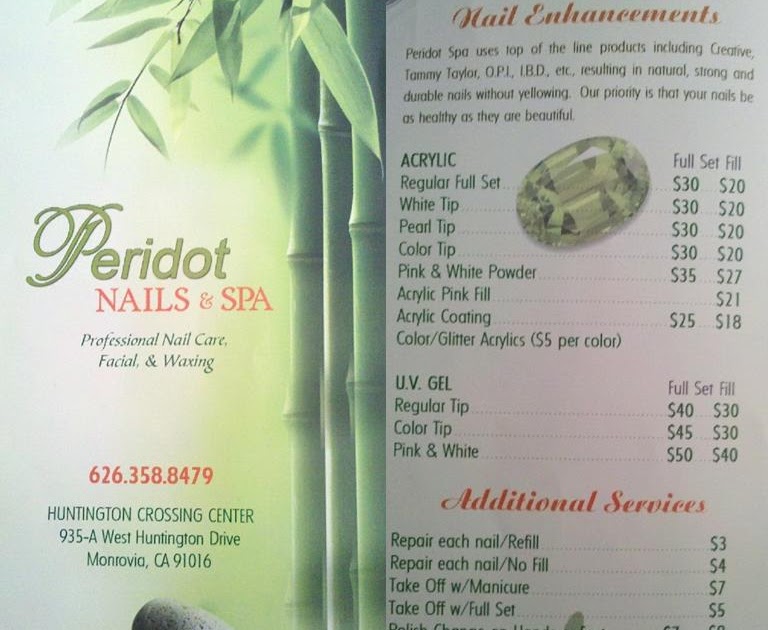 Peridot
NAILS & SPA
Professional Nail Care,
Facial, & Waxing
626.358.8479
HUNTINGTON CROSSING CENTER
935-A West Huntington Drive
Monrovia, CA 91016
Nail Enhancements
Peridot Spa uses top of the line products including Creative,
Tammy Taylor, O.P.I., I.B.D., etc., resulting in natural, strong and
durable nails without yellowing. Our priority is that your nails be
as healthy as they are beautiful.
ACRYLIC Full Set Fill
Regular Full Set $30 $20
White Tip $30 $20
Pearl Tip $30 $20
Color Tip $30 $20
Pink & White Powder $35 $27
Acrylic Pink Fill $21
Acrylic Coating $25 $18
Color/Glitter Acrylics ($5 per color)
U.V. GEL Full Set Fill
Regular Tip $40 $30
Color Tip $45 $30
Pink & White $50 $40
Additional Services
Repair each nail/Refill $3
Repair each nail/No Fill $4
Take Off w/Manicure $7
Take Off w/Full Set $5
Polish Change on Hands